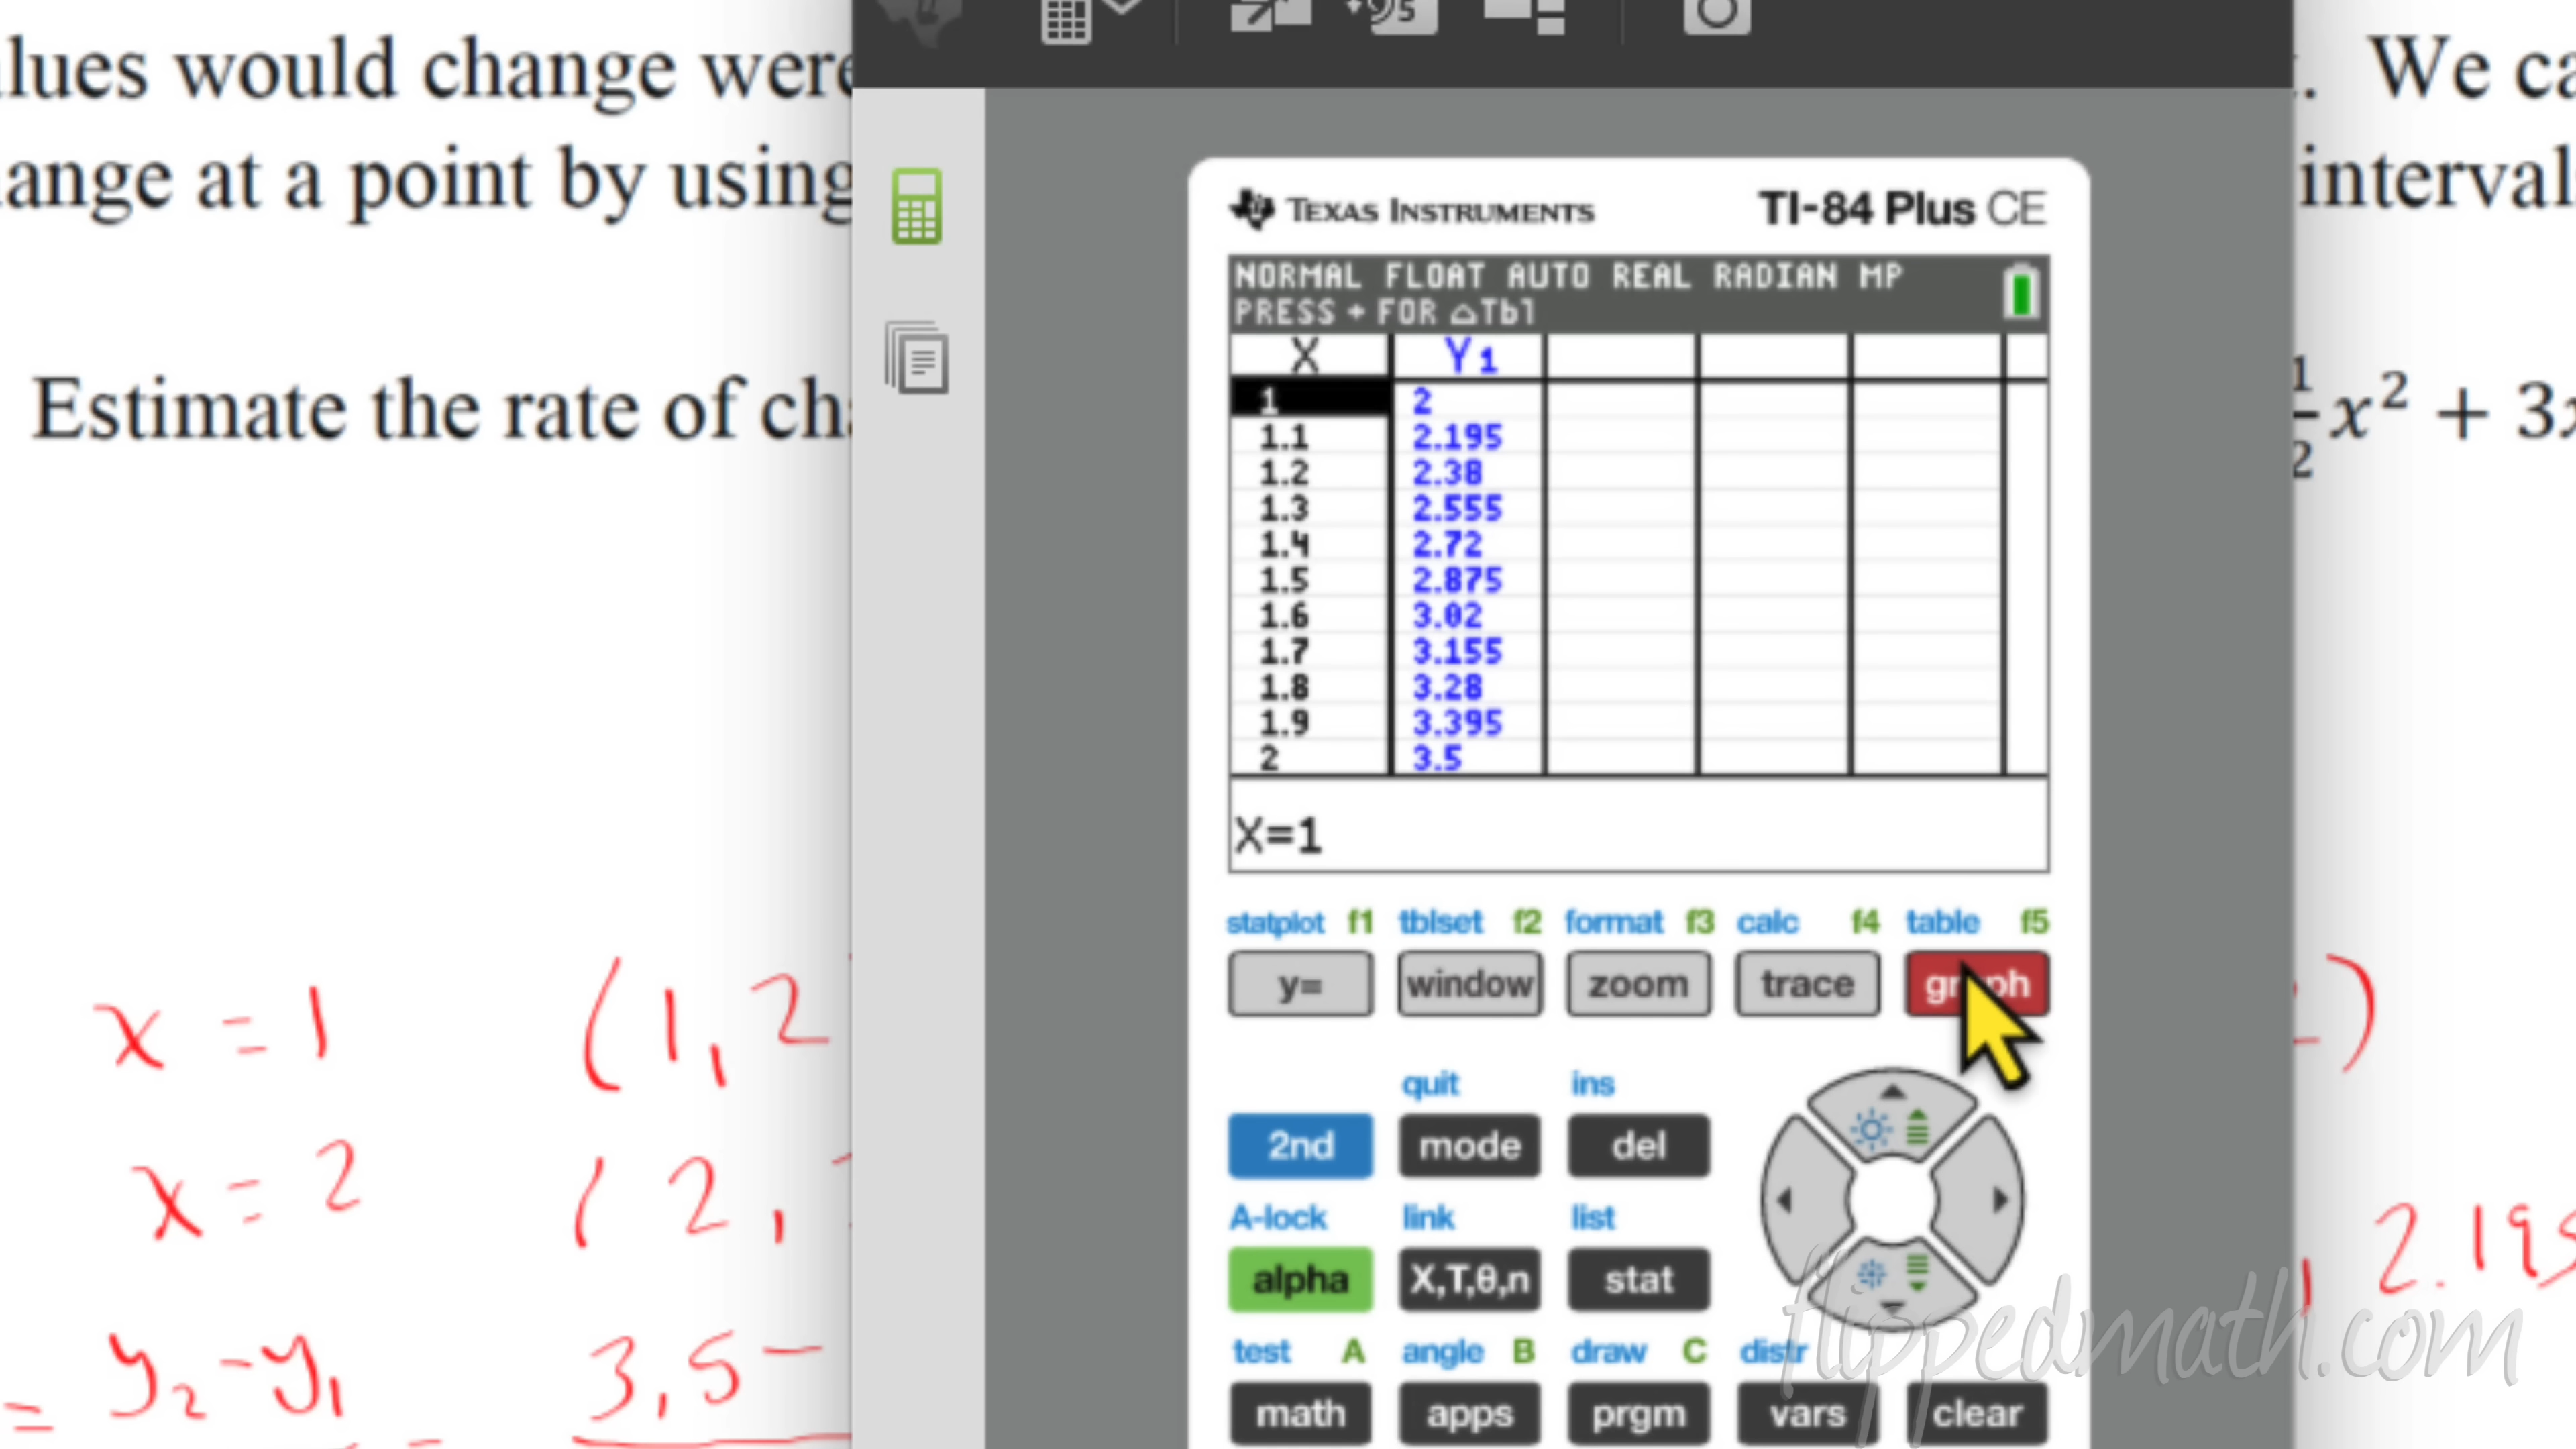 lues would change were
. We ca
ange at a point by using
interval
Estimate the rate of ch
1/2 x² + 3x
TEXAS INSTRUMENTS TI-84 Plus CE
NORMAL FLOAT AUTO REAL RADIAN MP
PRESS + FOR △Tbl
X Y1
1 2
1.1 2.195
1.2 2.38
1.3 2.555
1.4 2.72
1.5 2.875
1.6 3.02
1.7 3.155
1.8 3.28
1.9 3.395
2 3.5
X=1
statplot f1 tblset f2 format f3 calc f4 table f5
y= window zoom trace graph
quit ins
2nd mode del
A-lock link list
alpha X,T,θ,n stat
test A angle B draw C distr
math apps prgm vars clear
x = 1 (1,2
)
x = 2 (2,
, 2.195
= y₂-y₁ = 3.5-
flippedmath.com